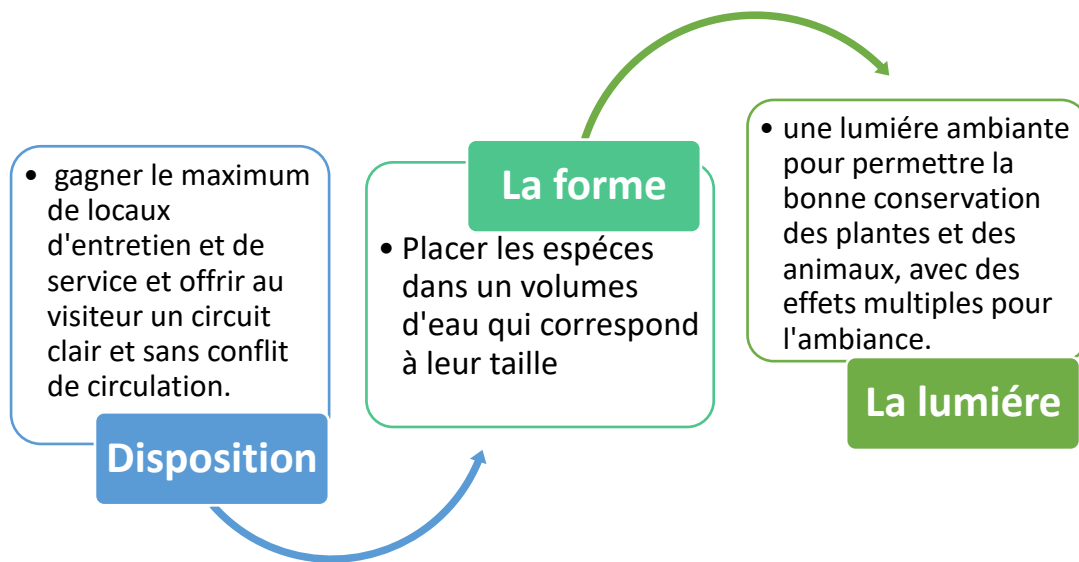 • gagner le maximum
de locaux
d'entretien et de
service et offrir au
visiteur un circuit
clair et sans conflit
de circulation.
Disposition
La forme
• Placer les espéces
dans un volumes
d'eau qui correspond
à leur taille
• une lumiére ambiante
pour permettre la
bonne conservation
des plantes et des
animaux, avec des
effets multiples pour
l'ambiance.
La lumiére